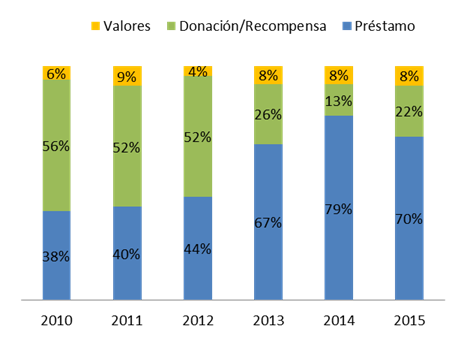 Valores Donación/Recompensa Préstamo
6% 9% 4% 8% 8% 8%
56% 52% 52% 26% 13% 22%
38% 40% 44% 67% 79% 70%
2010 2011 2012 2013 2014 2015